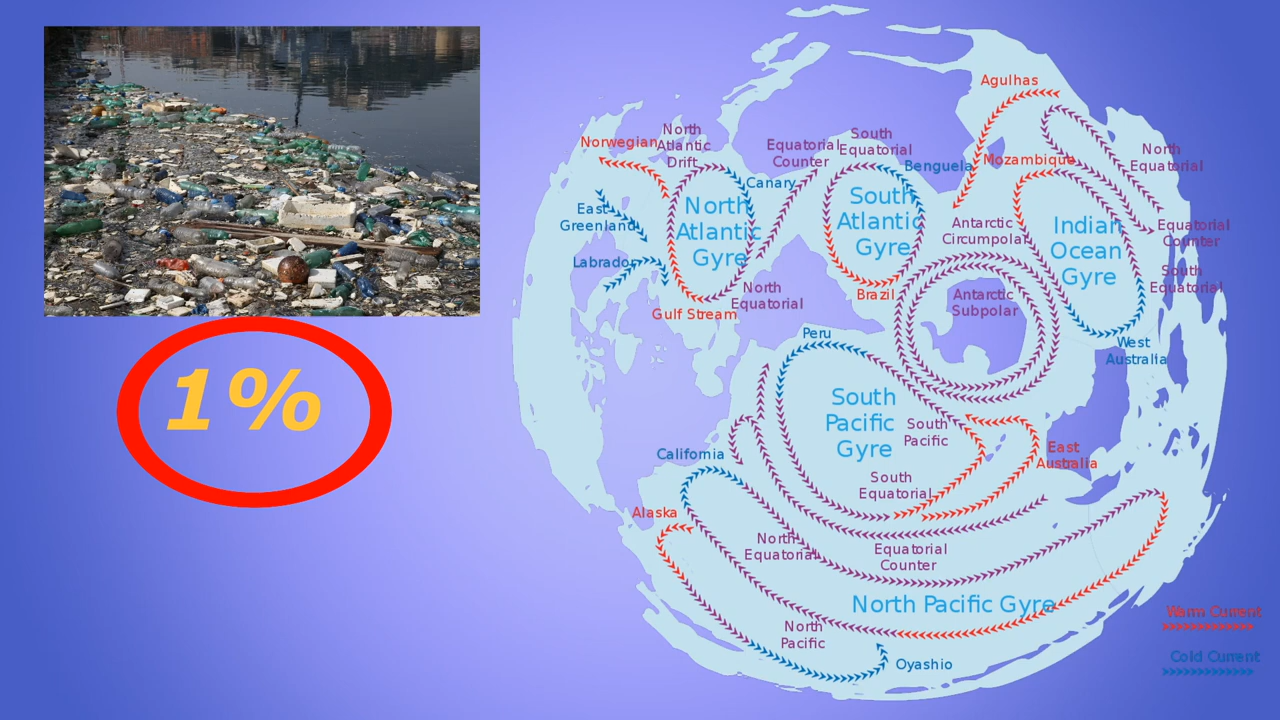 1%
Agulhas
Norwegian
North
Atlantic
Drift
Equatorial
Counter
South
Equatorial
Benguela
Mozambique
North
Equatorial
Canary
East
Greenland
North
Atlantic
Gyre
South
Atlantic
Gyre
Antarctic
Circumpolar
Indian
Ocean
Gyre
Equatorial
Counter
Labrador
South
Equatorial
North
Equatorial
Brazil
Antarctic
Subpolar
Gulf Stream
Peru
West
Australia
South
Pacific
Gyre
South
Pacific
California
East
Australia
South
Equatorial
Alaska
North
Equatorial
Equatorial
Counter
North Pacific Gyre
Warm Current
North
Pacific
Oyashio
Cold Current